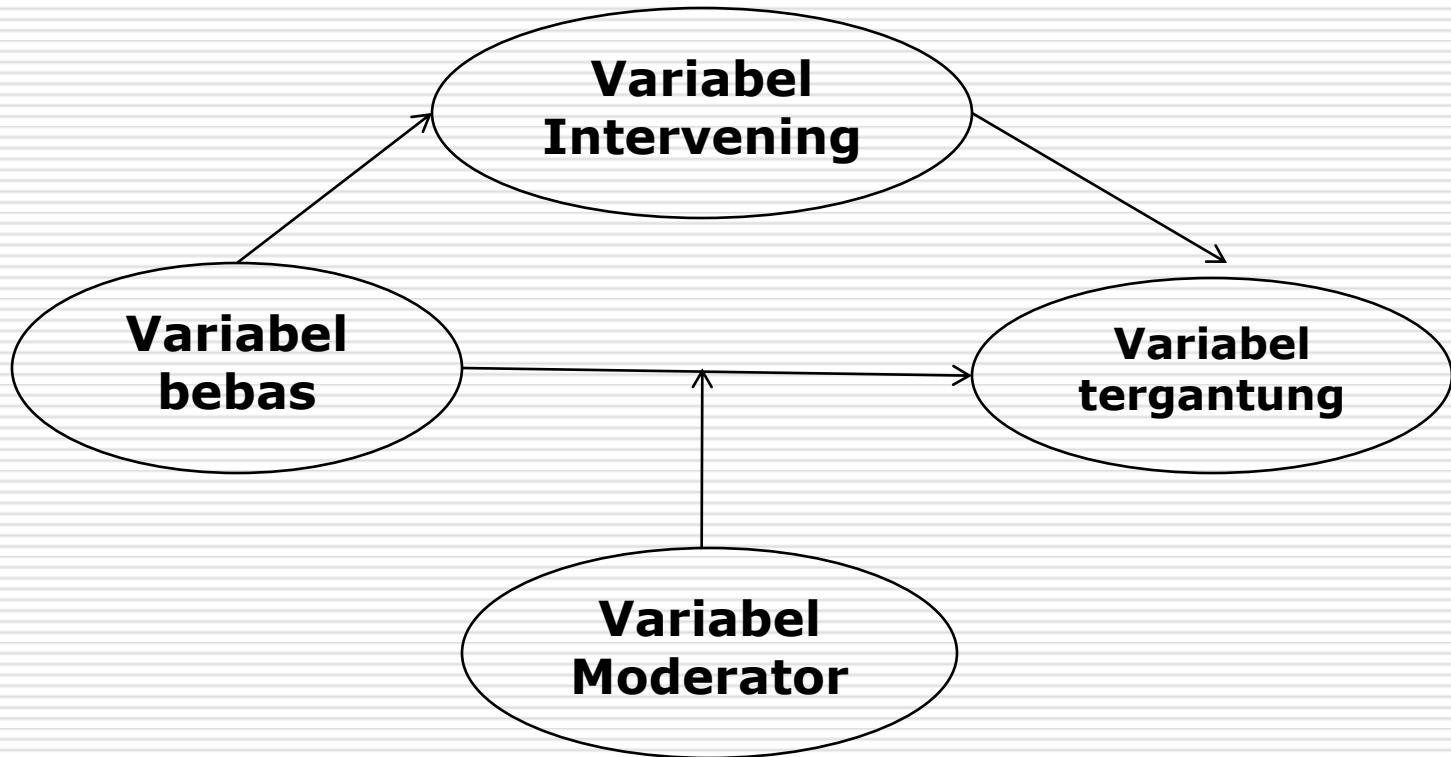 Variabel
Intervening
Variabel
bebas
Variabel
tergantung
Variabel
Moderator